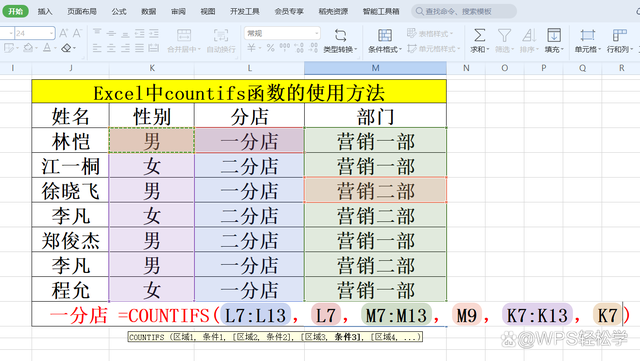 开始 插入 页面布局 公式 数据 审阅 视图 开发工具 会员专享 稻壳资源 智能工具箱 查找命令、搜索模板
24 常规
合并居中 自动换行 类型转换 条件格式 表格样式 单元格样式 求和 筛选 排序 填充 单元格 行和列
I J K L M N O P Q R
Excel中countifs函数的使用方法
姓名 性别 分店 部门
林恺 男 一分店 营销一部
江一桐 女 二分店 营销一部
徐晓飞 男 一分店 营销二部
李凡 女 二分店 营销二部
郑俊杰 男 二分店 营销一部
李凡 男 一分店 营销二部
程允 女 一分店 营销一部
一分店 =COUNTIFS(L7:L13, L7, M7:M13, M9, K7:K13, K7)
COUNTIFS (区域1, 条件1, [区域2, 条件2], [区域3, 条件3], [区域4, ...)
@WPS轻松学